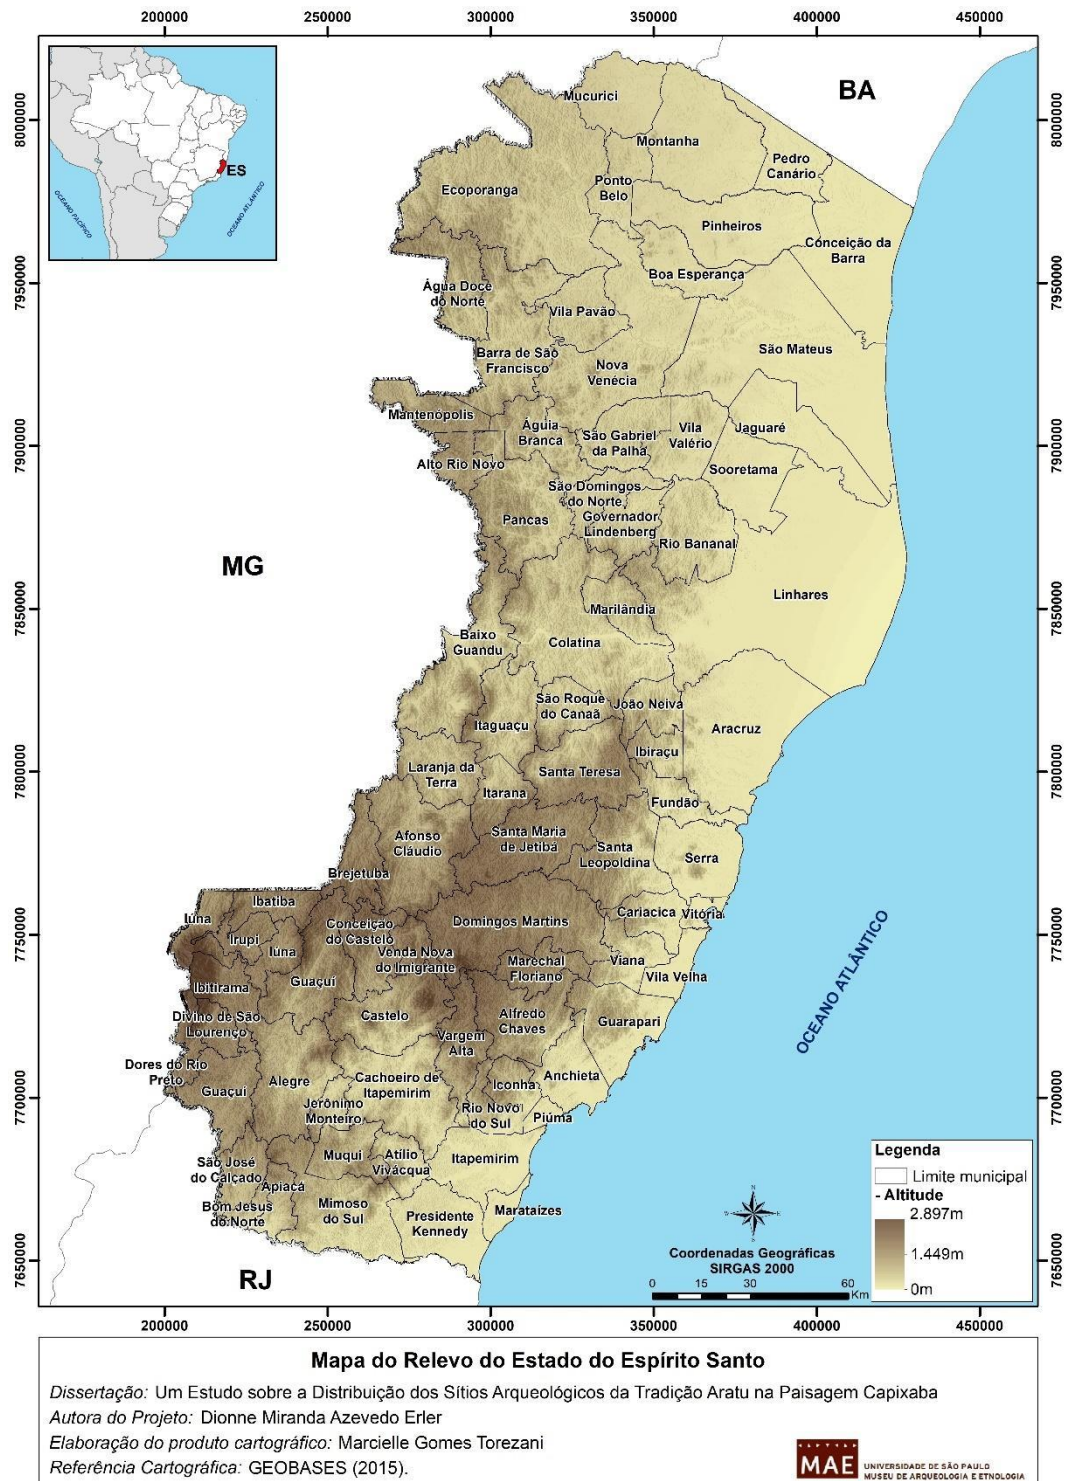 200000 250000 300000 350000 400000 450000
8000000
7950000
7900000
7850000
7800000
7750000
7700000
7650000
ES
OCEANO PACÍFICO
OCEANO ATLÂNTICO
BA
MG
RJ
OCEANO ATLÂNTICO
Mucurici
Montanha
Pedro
Canário
Ecoporanga
Ponto
Belo
Pinheiros
Conceição da
Barra
Boa Esperança
Água Doce
do Norte
Vila Pavão
São Mateus
Barra de São
Francisco
Nova
Venécia
Mantenópolis
Águia
Branca
São Gabriel
da Palha
Vila
Valério
Jaguaré
Alto Rio Novo
Sooretama
São Domingos
do Norte
Governador
Lindenberg
Pancas
Rio Bananal
Linhares
Marilândia
Baixo
Guandu
Colatina
São Roque
do Canaã
João Neiva
Itaguaçu
Aracruz
Ibiraçu
Laranja da
Terra
Santa Teresa
Itarana
Fundão
Afonso
Cláudio
Santa Maria
de Jetibá
Santa
Leopoldina
Serra
Brejetuba
Ibatiba
Iúna
Conceição
do Castelo
Domingos Martins
Cariacica
Vitória
Irupi
Iúna
Venda Nova
do Imigrante
Marechal
Floriano
Viana
Guaçuí
Vila Velha
Ibitirama
Castelo
Alfredo
Chaves
Guarapari
Divino de São
Lourenço
Vargem
Alta
Dores do Rio
Preto
Guaçuí
Alegre
Cachoeiro de
Itapemirim
Iconha
Anchieta
Jerônimo
Monteiro
Rio Novo
do Sul
Piúma
Muqui
Atílio
Vivácqua
Itapemirim
São José
do Calçado
Apiacá
Bom Jesus
do Norte
Mimoso
do Sul
Presidente
Kennedy
Marataízes
Coordenadas Geográficas
SIRGAS 2000
0 15 30 60
Km
Legenda
Limite municipal
- Altitude
2.897m
1.449m
0m
8000000
7950000
7900000
7850000
7800000
7750000
7700000
7650000
200000 250000 300000 350000 400000 450000
Mapa do Relevo do Estado do Espírito Santo
Dissertação: Um Estudo sobre a Distribuição dos Sítios Arqueológicos da Tradição Aratu na Paisagem Capixaba
Autora do Projeto: Dionne Miranda Azevedo Erler
Elaboração do produto cartográfico: Marcielle Gomes Torezani
Referência Cartográfica: GEOBASES (2015).
MAE
UNIVERSIDADE DE SÃO PAULO
MUSEU DE ARQUEOLOGIA E ETNOLOGIA